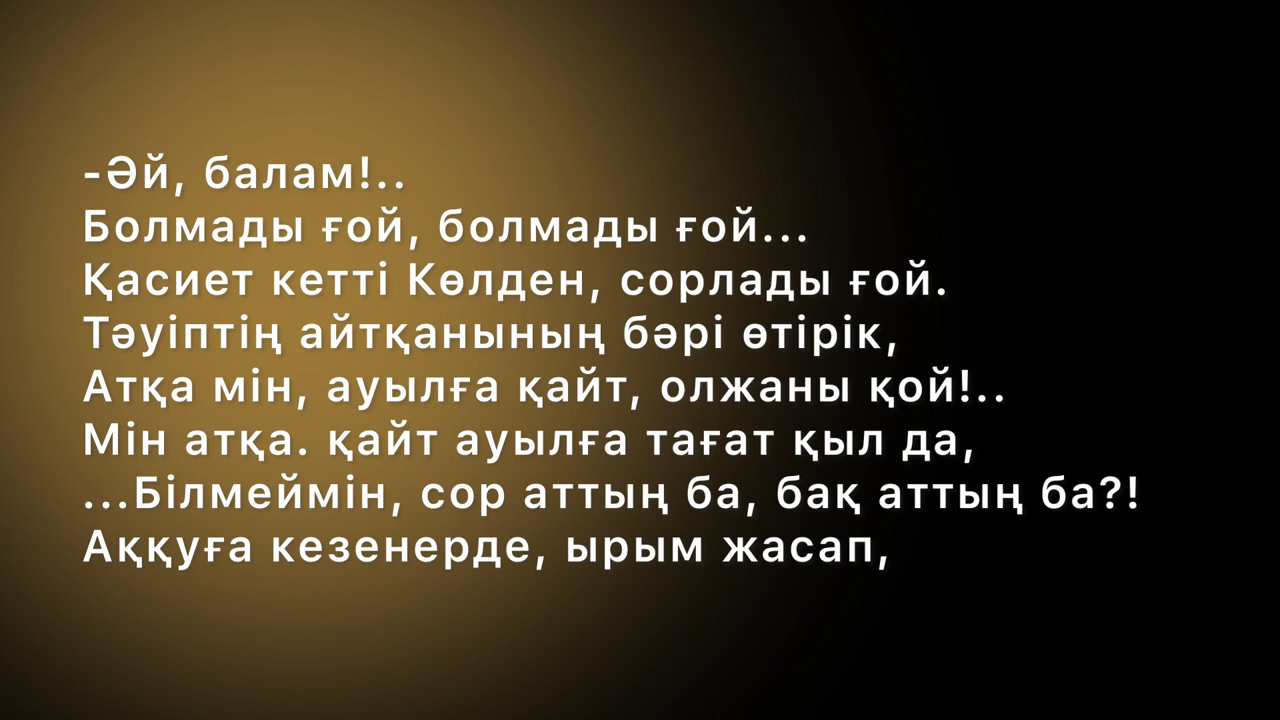 -Әй, балам!..
Болмады ғой, болмады ғой...
Қасиет кетті Көлден, сорлады ғой.
Тәуіптің айтқанының бәрі өтірік,
Атқа мін, ауылға қайт, олжаны қой!..
Мін атқа. қайт ауылға тағат қыл да,
...Білмеймін, сор аттың ба, бақ аттың ба?!
Аққуға кезенерде, ырым жасап,